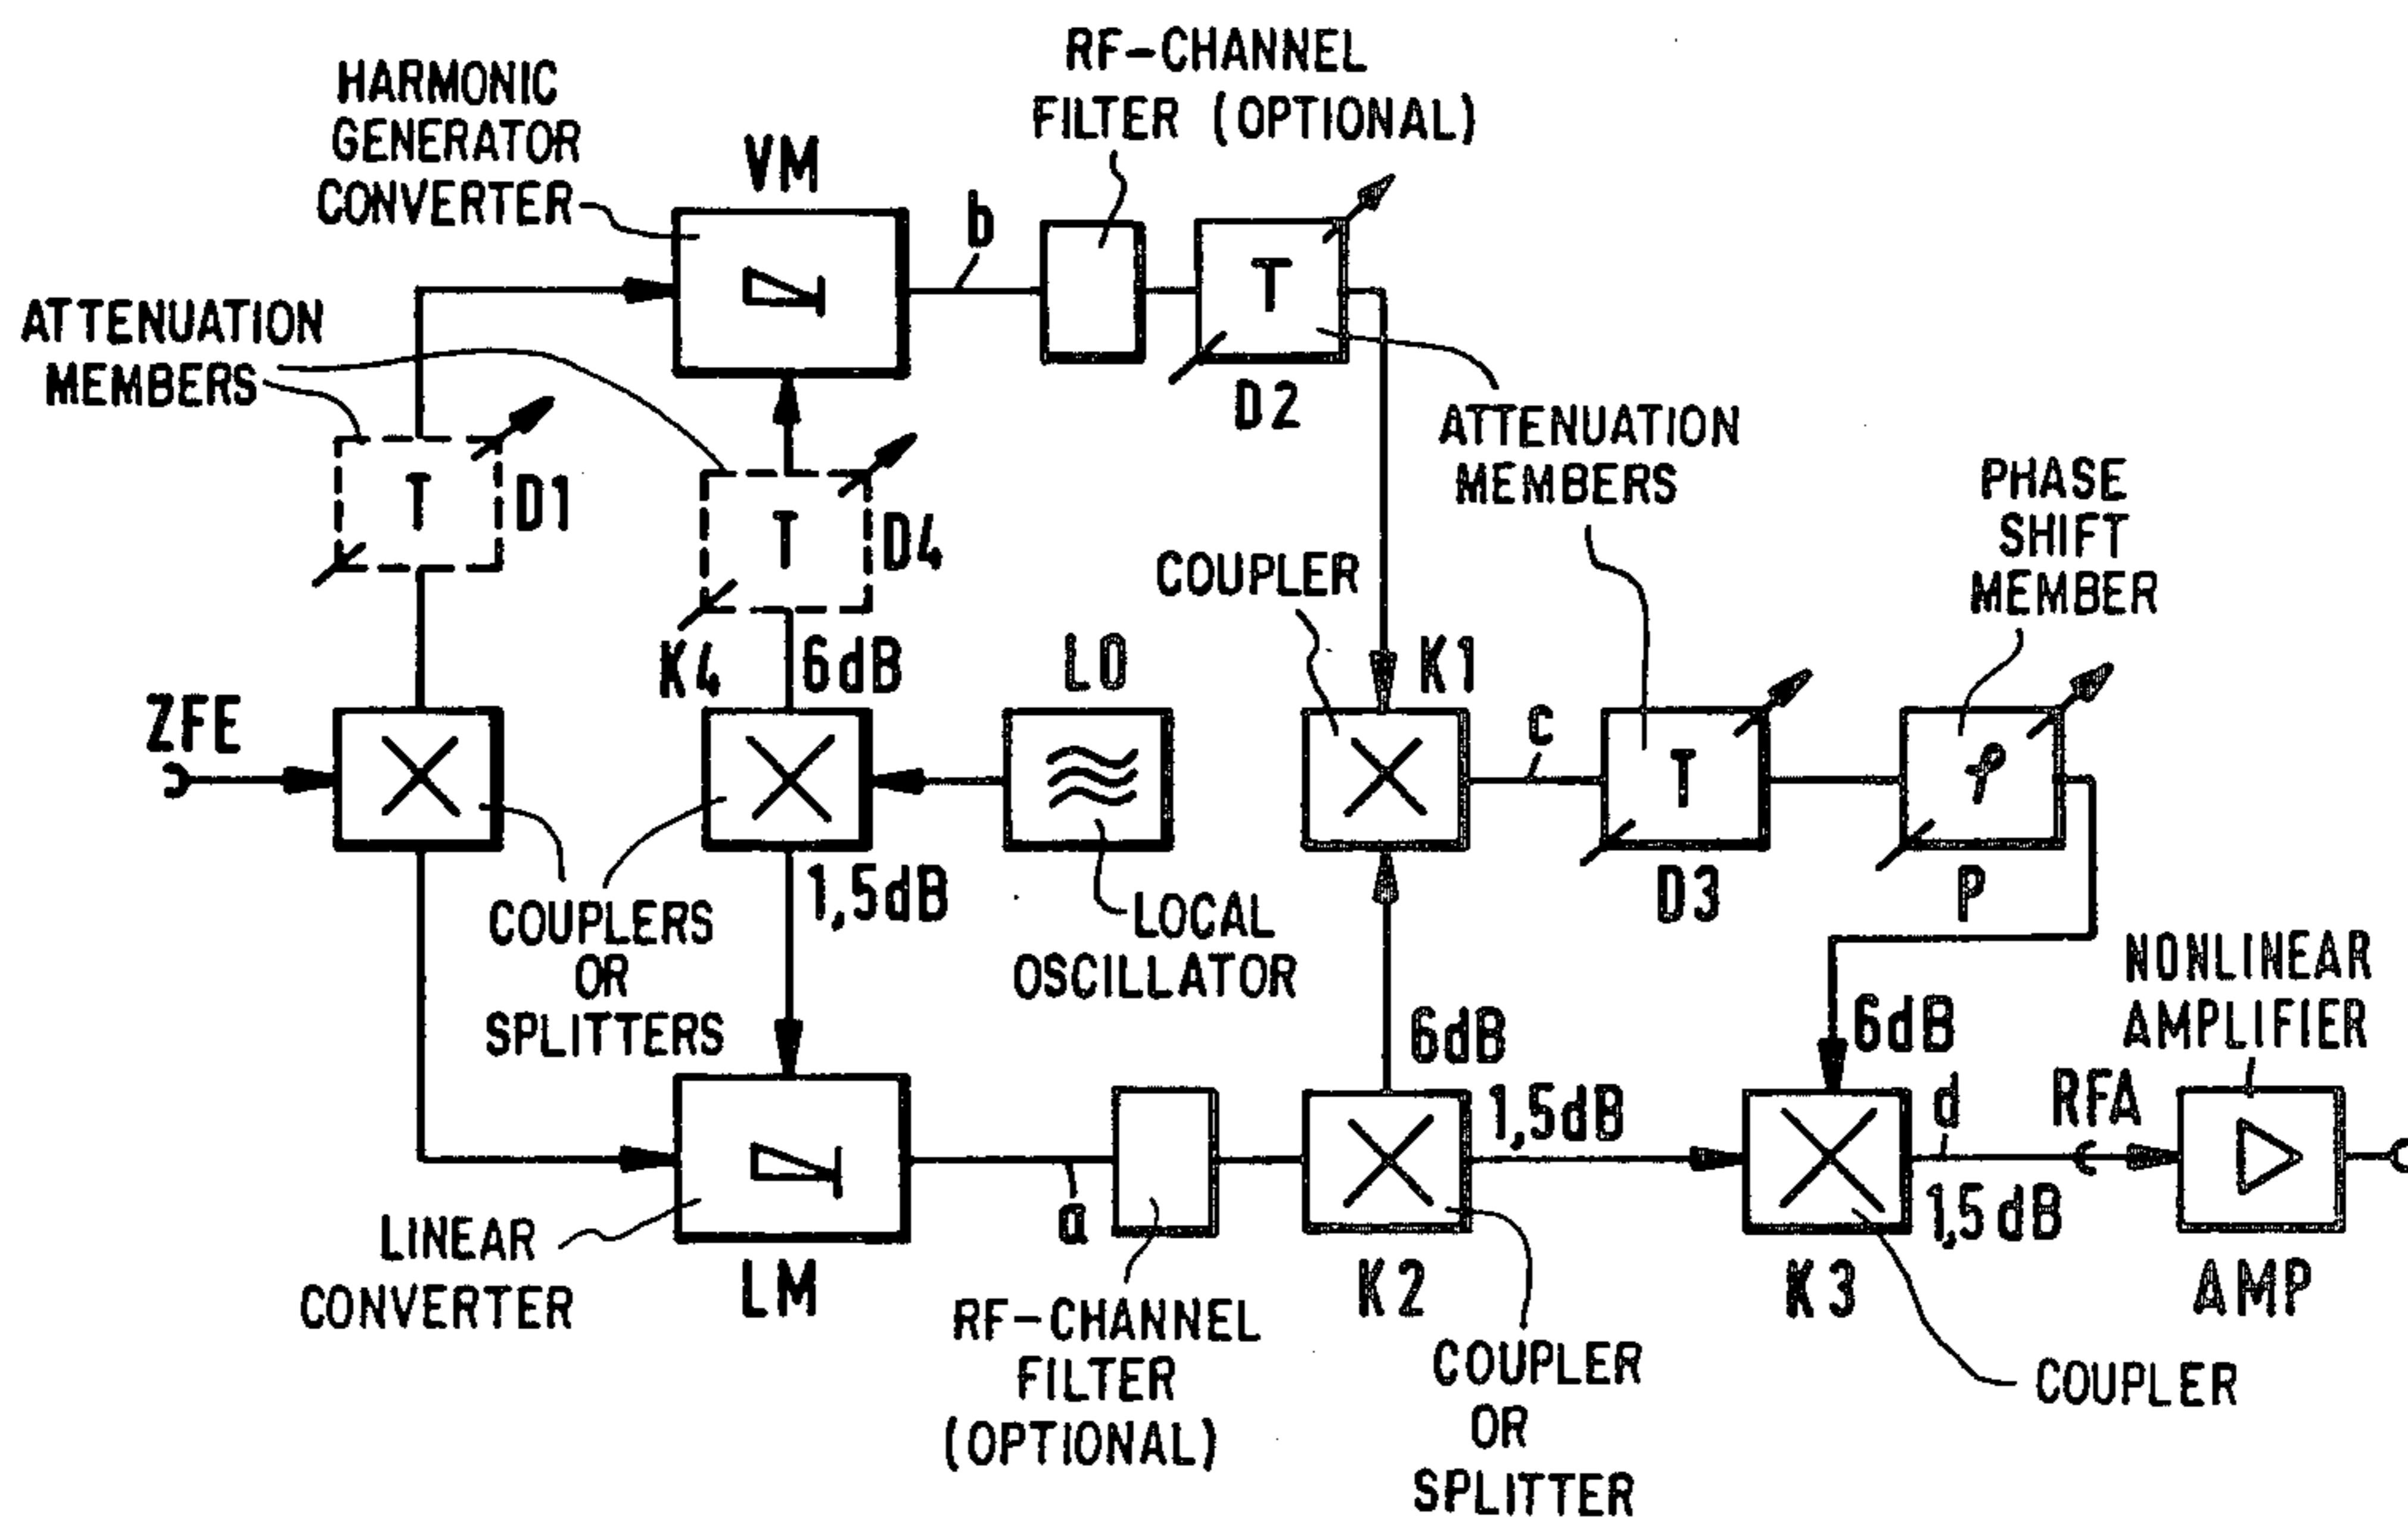 RF-CHANNEL
FILTER (OPTIONAL)
HARMONIC
GENERATOR
CONVERTER
VM
b
T
D2
ATTENUATION
MEMBERS
T
D1
T
D4
ATTENUATION
MEMBERS
PHASE
SHIFT
MEMBER
COUPLER
K4
6dB
LO
K1
ZFE
c
T
D3
φ
P
1,5dB
COUPLERS
OR
SPLITTERS
LOCAL
OSCILLATOR
NONLINEAR
AMPLIFIER
6dB
1,5dB
6dB
d
RFA
1,5dB
LINEAR
CONVERTER
LM
a
RF-CHANNEL
FILTER
(OPTIONAL)
K2
K3
AMP
COUPLER
OR
SPLITTER
COUPLER